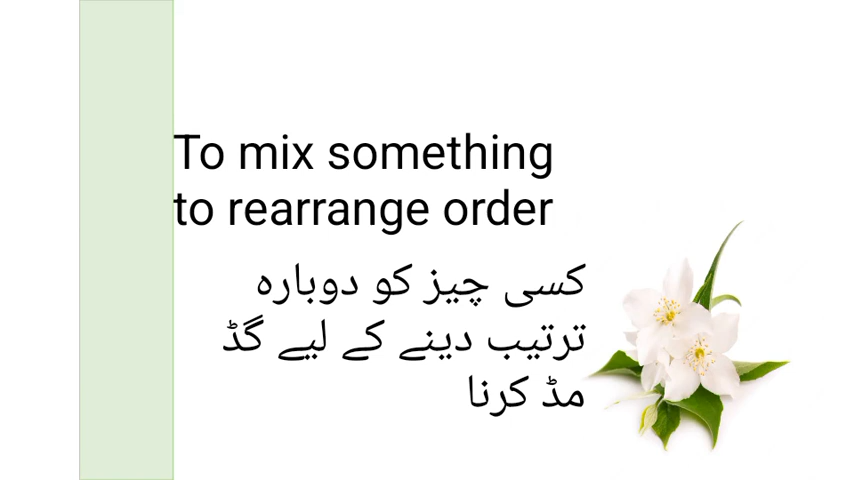 To mix something
to rearrange order
کسی چیز کو دوبارہ
ترتیب دینے کے لیے گڈ
مڈ کرنا